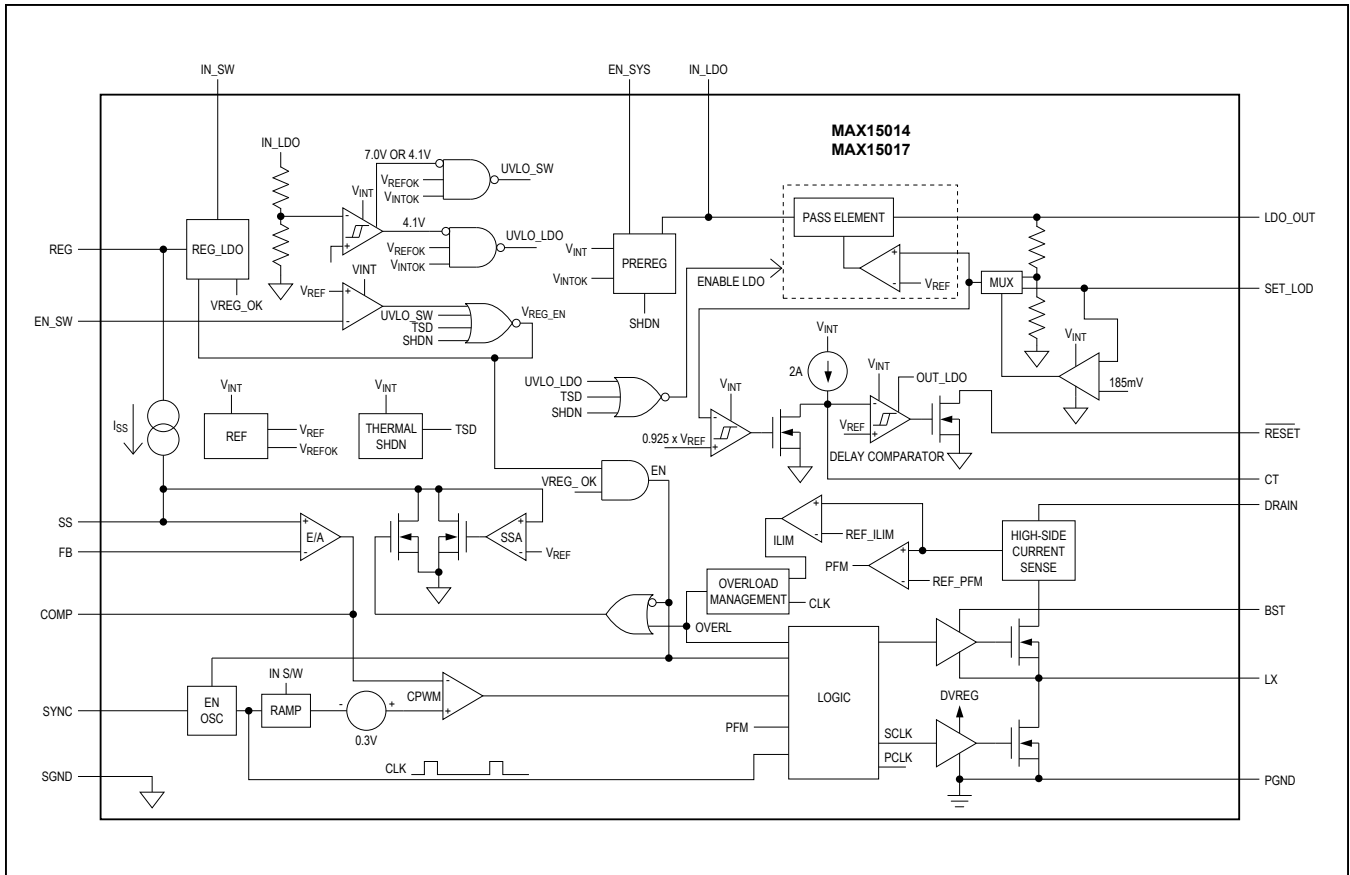 IN_SW
EN_SYS
IN_LDO
MAX15014
MAX15017
IN_LDO
7.0V OR 4.1V
UVLO_SW
VREFOK
VINTOK
VINT
4.1V
UVLO_LDO
VREFOK
VINTOK
PASS ELEMENT
LDO_OUT
REG
REG_LDO
VREG_OK
VINT
VINTOK
PREREG
SHDN
ENABLE LDO
VREF
MUX
SET_LOD
VINT
VREF
EN_SW
UVLO_SW
TSD
SHDN
VREG_EN
VINT
185mV
VINT
2A
UVLO_LDO
TSD
SHDN
VINT
0.925 x VREF
VINT
OUT_LDO
VREF
DELAY COMPARATOR
RESET
CT
ISS
VINT
REF
VREF
VREFOK
VINT
THERMAL
SHDN
TSD
VREG_ OK
EN
SS
FB
E/A
SSA
VREF
ILIM
REF_ILIM
PFM
REF_PFM
HIGH-SIDE
CURRENT
SENSE
DRAIN
OVERLOAD
MANAGEMENT
CLK
COMP
OVERL
BST
LX
IN S/W
EN
OSC
RAMP
-
+
0.3V
CPWM
LOGIC
PFM
SYNC
DVREG
SCLK
PCLK
CLK
SGND
PGND